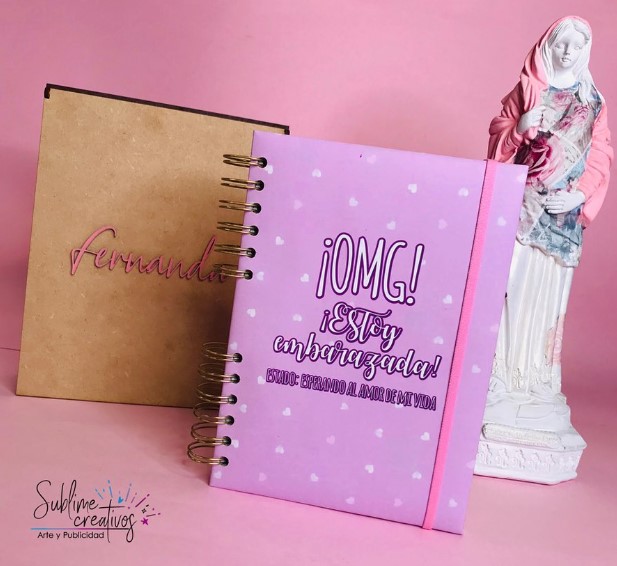 Fernanda
¡OMG!
¡Estoy
embarazada!
ESTADO: ESPERANDO AL AMOR DE MI VIDA
Sublime
creativos
Arte y Publicidad